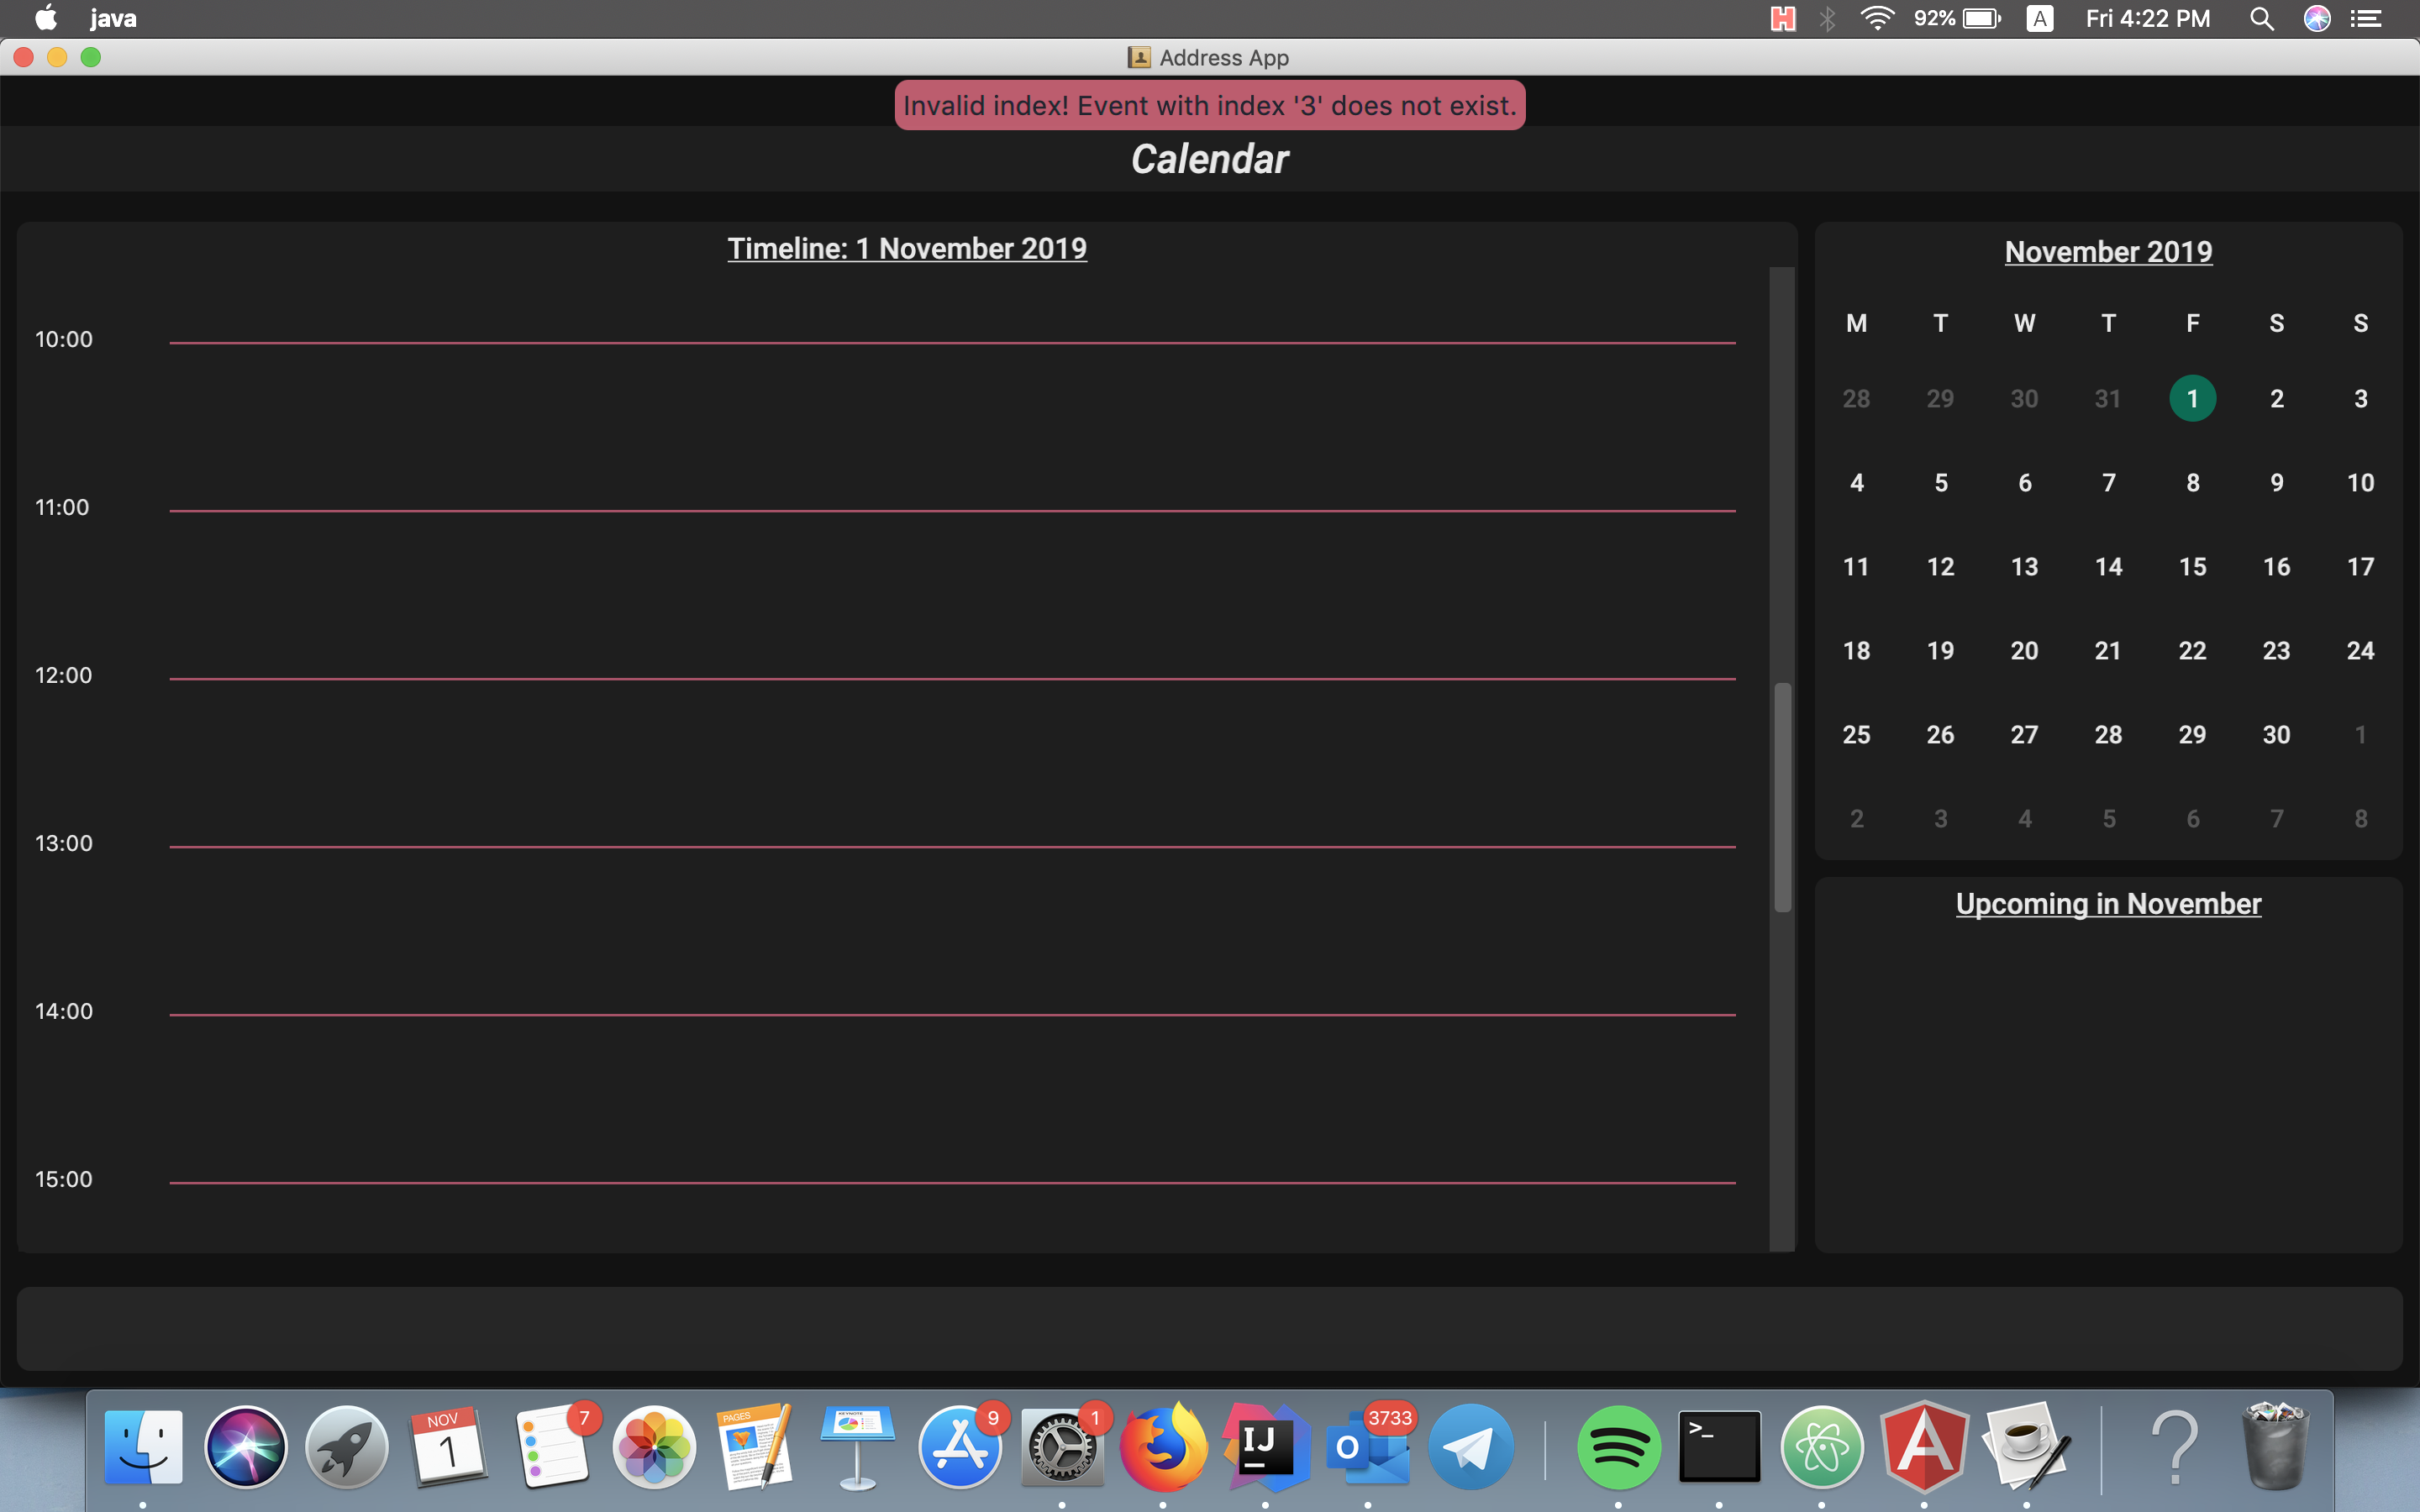 java
92%
A
Fri 4:22 PM
Address App
Invalid index! Event with index '3' does not exist.
Calendar
Timeline: 1 November 2019
10:00
11:00
12:00
13:00
14:00
15:00
November 2019
M T W T F S S
28 29 30 31 1 2 3
4 5 6 7 8 9 10
11 12 13 14 15 16 17
18 19 20 21 22 23 24
25 26 27 28 29 30 1
2 3 4 5 6 7 8
Upcoming in November
NOV
1
7
PAGES
KEYNOTE
9
1
IJ
O
3733
>_
A
?